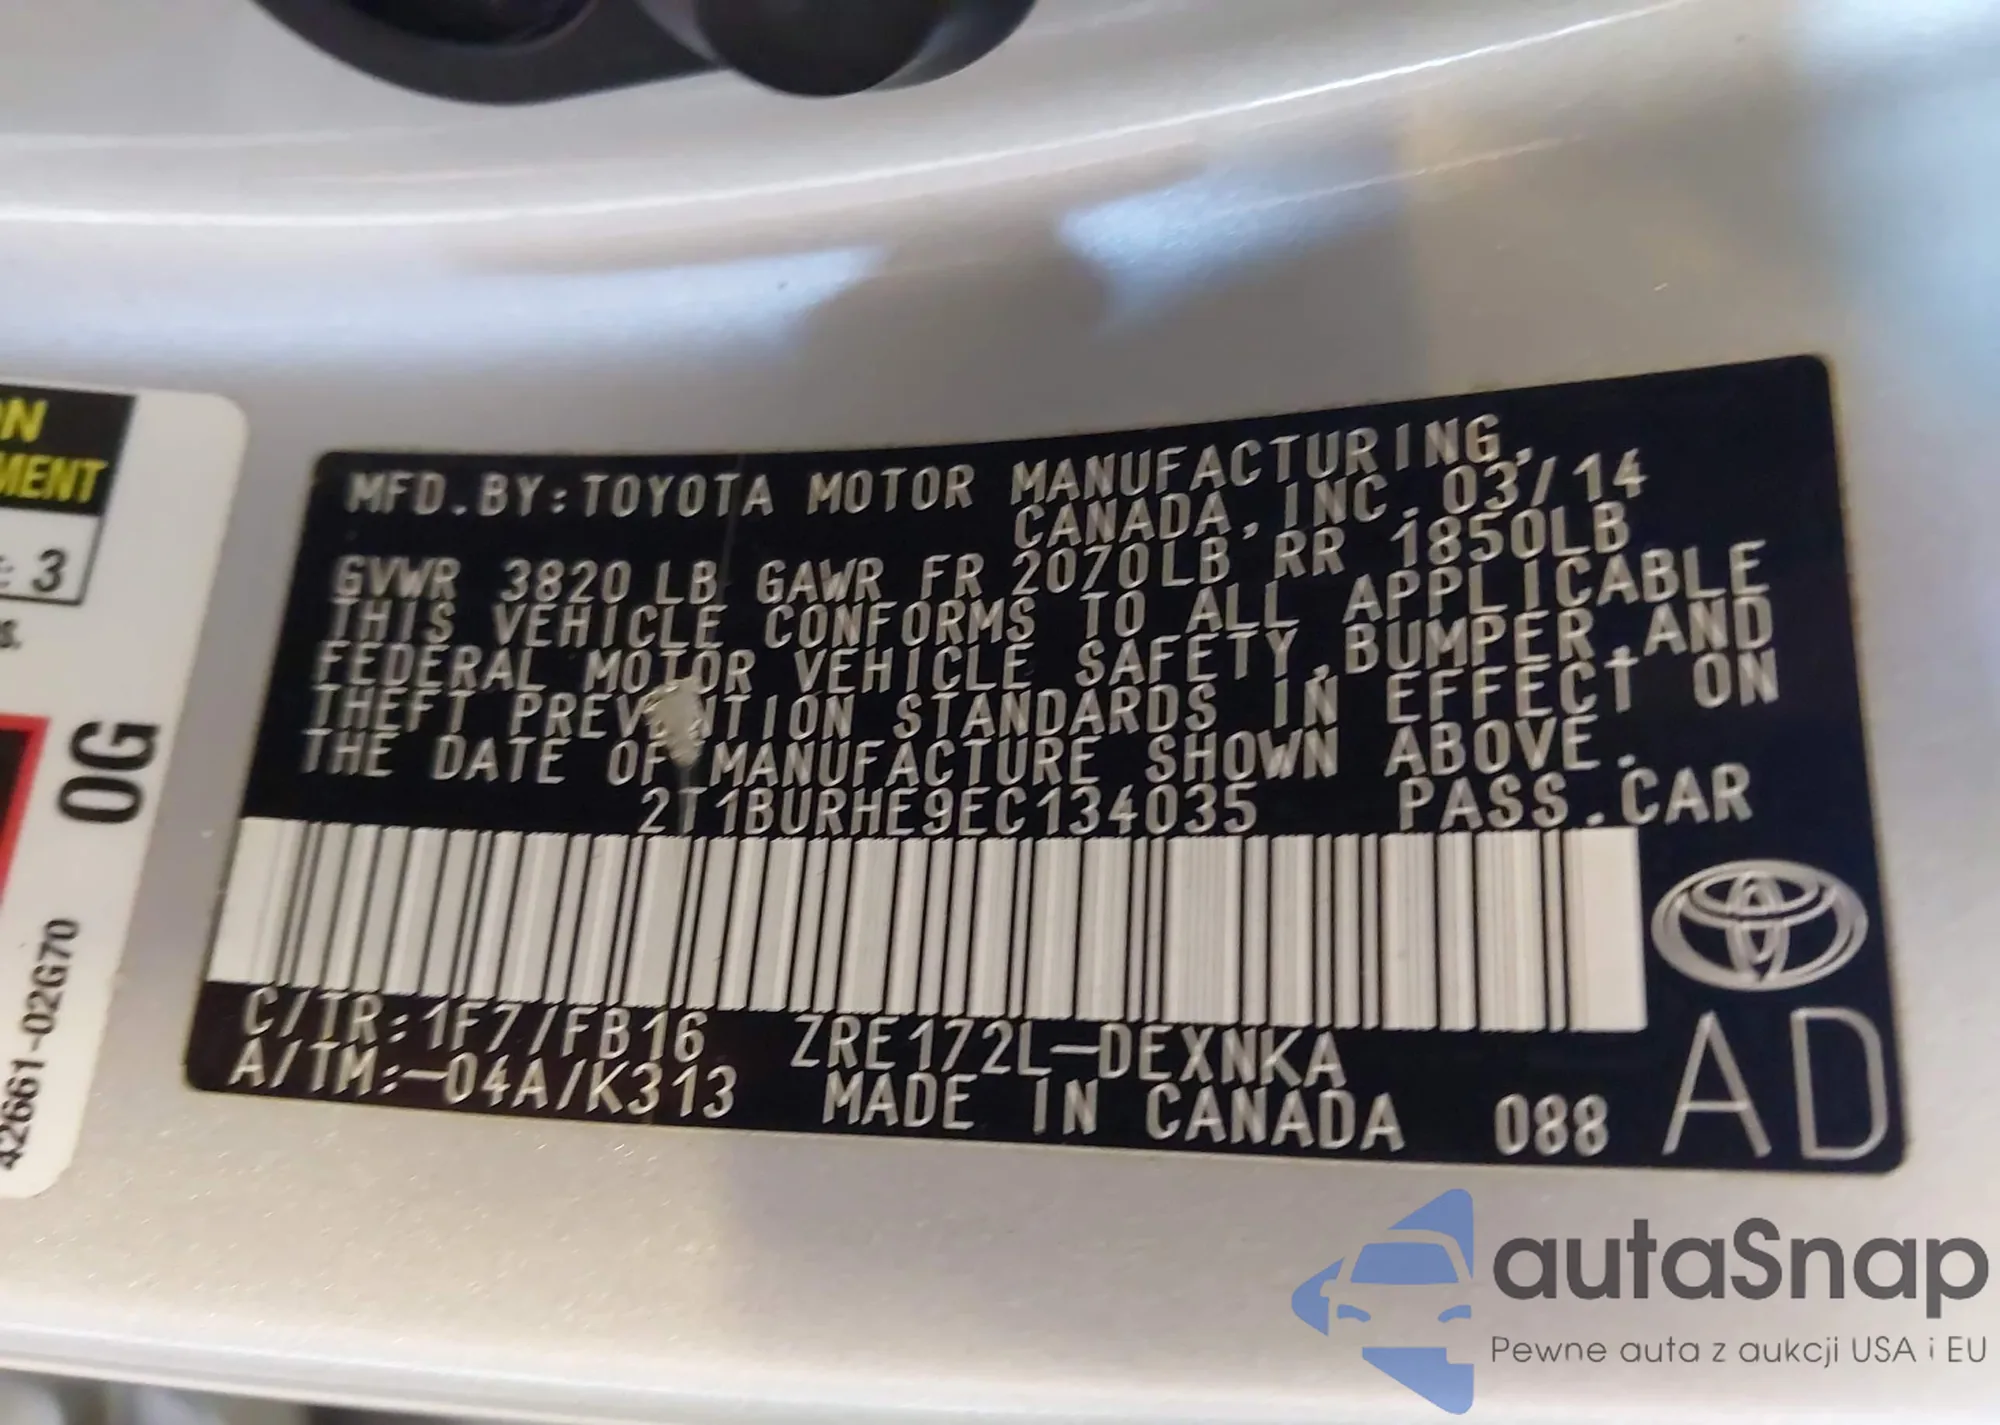 ON
MENT
: 3
s.
0G
42661-02G70
MFD.BY:TOYOTA MOTOR MANUFACTURING,
CANADA,INC. 03/14
GVWR 3820 LB GAWR FR 2070LB RR 1850LB
THIS VEHICLE CONFORMS TO ALL APPLICABLE
FEDERAL MOTOR VEHICLE SAFETY,BUMPER,AND
THEFT PREVENTION STANDARDS IN EFFECT ON
THE DATE OF MANUFACTURE SHOWN ABOVE.
2T1BURHE9EC134035 PASS.CAR
C/TR:1F7/FB16 ZRE172L-DEXNKA
A/TM:-04A/K313 MADE IN CANADA 088
AD
autaSnap
Pewne auta z aukcji USA i EU